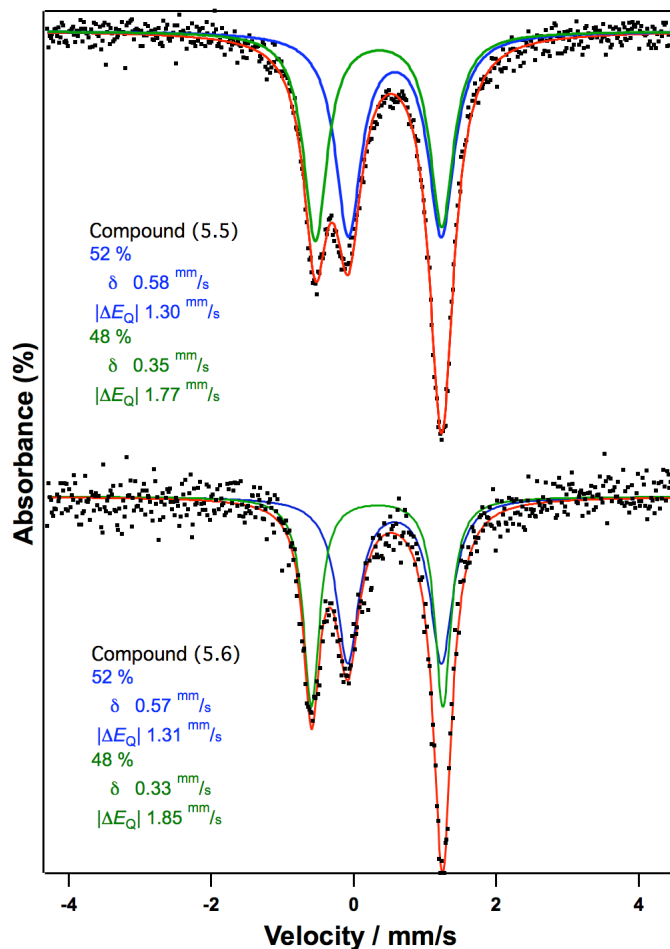 Absorbance (%)
Compound (5.5)
52 %
δ 0.58 mm/s
|ΔEQ| 1.30 mm/s
48 %
δ 0.35 mm/s
|ΔEQ| 1.77 mm/s
Compound (5.6)
52 %
δ 0.57 mm/s
|ΔEQ| 1.31 mm/s
48 %
δ 0.33 mm/s
|ΔEQ| 1.85 mm/s
-4 -2 0 2 4
Velocity / mm/s